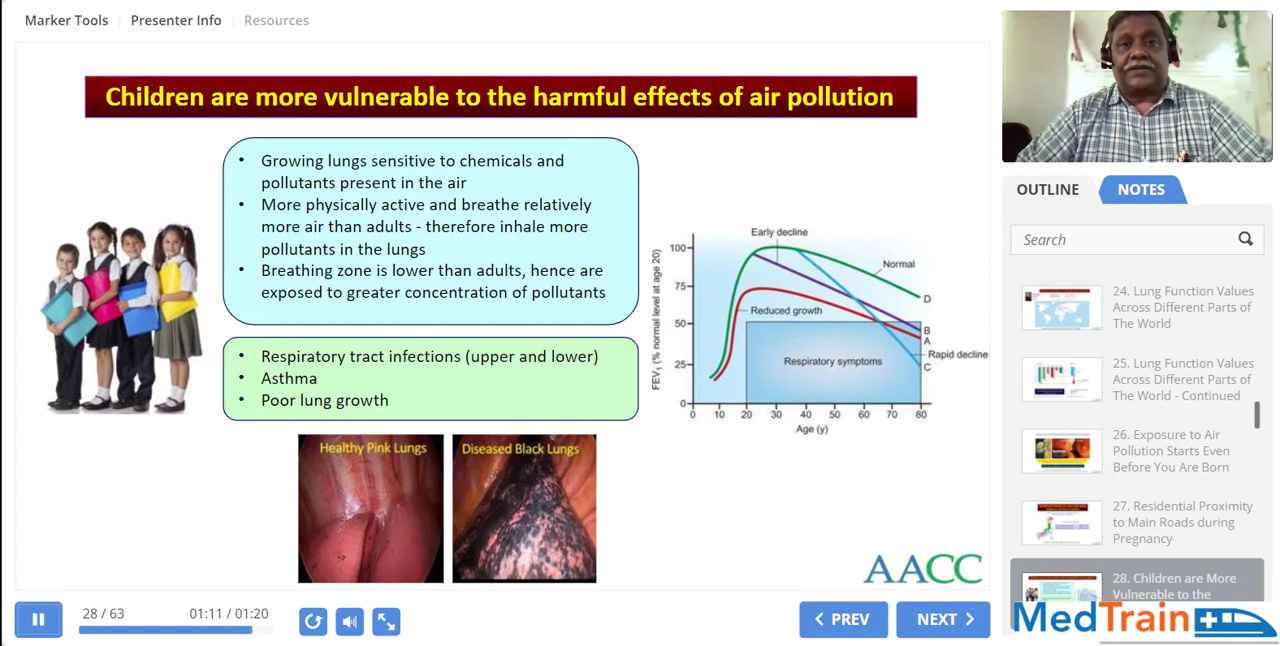 Marker Tools
Presenter Info
Resources
Children are more vulnerable to the harmful effects of air pollution
• Growing lungs sensitive to chemicals and
pollutants present in the air
• More physically active and breathe relatively
more air than adults - therefore inhale more
pollutants in the lungs
• Breathing zone is lower than adults, hence are
exposed to greater concentration of pollutants
• Respiratory tract infections (upper and lower)
• Asthma
• Poor lung growth
Healthy Pink Lungs
Diseased Black Lungs
FEV1 (% normal level at age 20)
100
75
50
25
0
Early decline
Normal
D
Reduced growth
B
A
Respiratory symptoms
Rapid decline
C
0 10 20 30 40 50 60 70 80
Age (y)
AACC
28 / 63
01:11 / 01:20
PREV
NEXT
OUTLINE
NOTES
Search
24. Lung Function Values
Across Different Parts of
The World
25. Lung Function Values
Across Different Parts of
The World - Continued
26. Exposure to Air
Pollution Starts Even
Before You Are Born
27. Residential Proximity
to Main Roads during
Pregnancy
28. Children are More
Vulnerable to the
MedTrain